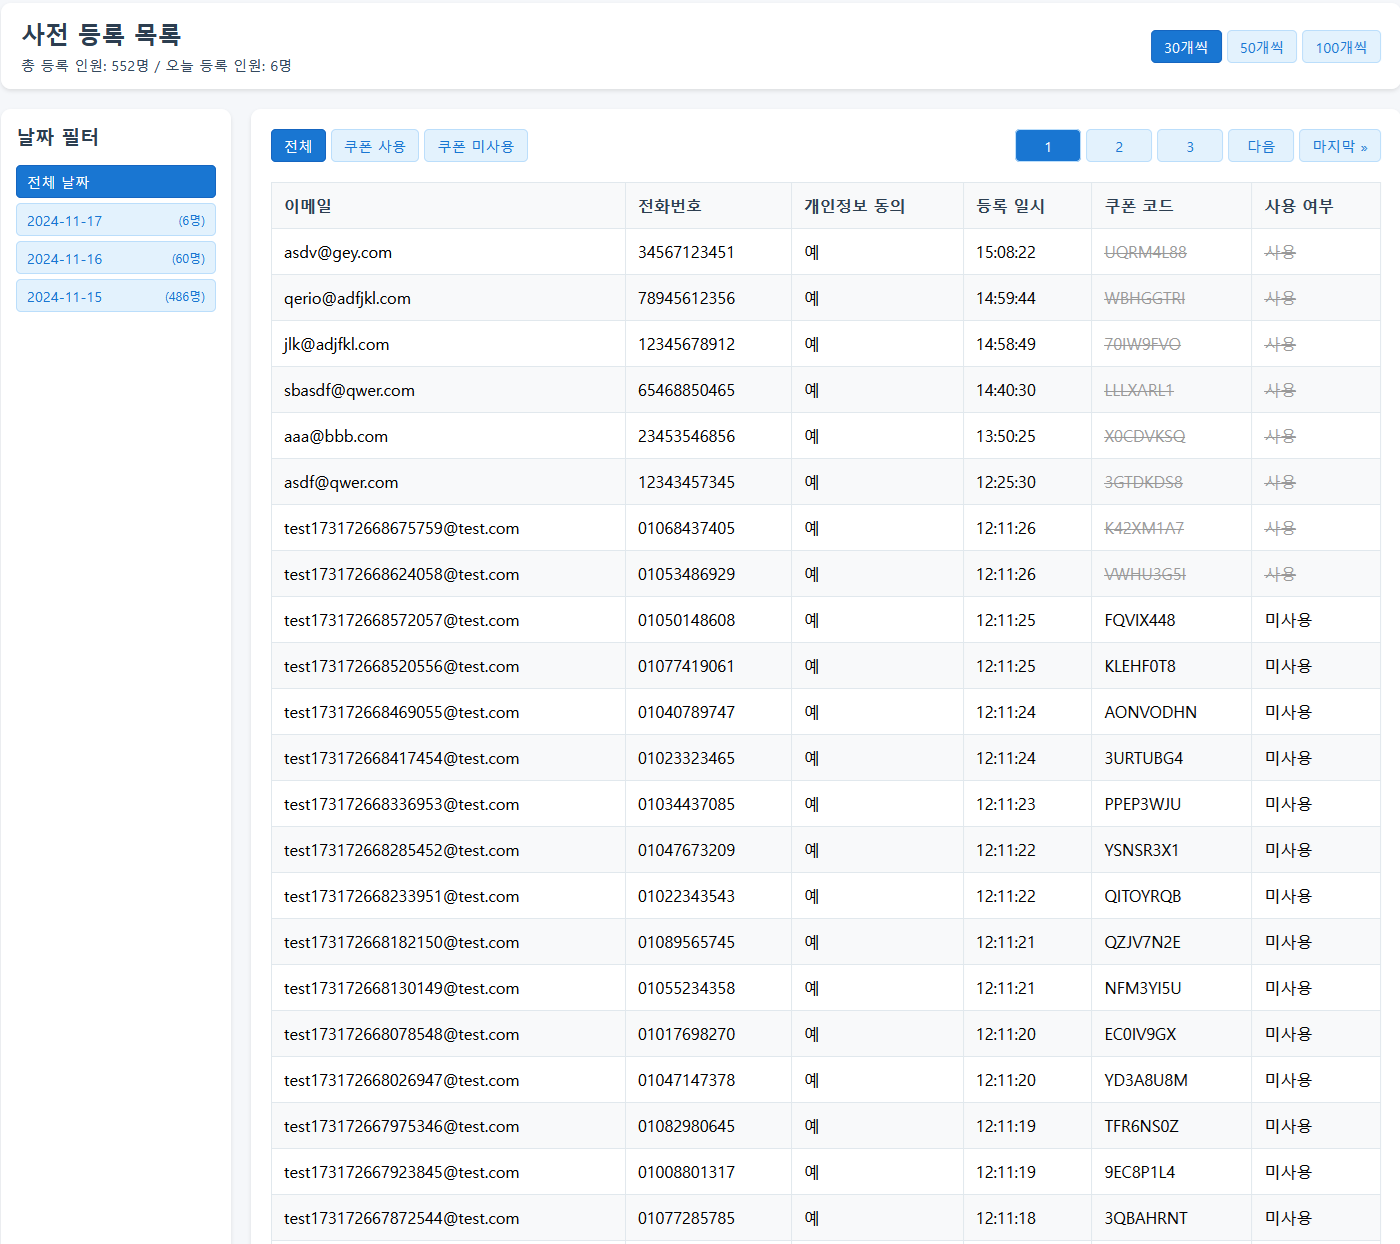 사전 등록 목록
총 등록 인원: 552명 / 오늘 등록 인원: 6명
30개씩 50개씩 100개씩
날짜 필터
전체 날짜
2024-11-17 (6명)
2024-11-16 (60명)
2024-11-15 (486명)
전체 쿠폰 사용 쿠폰 미사용 1 2 3 다음 마지막 »
이메일 전화번호 개인정보 동의 등록 일시 쿠폰 코드 사용 여부
asdv@gey.com 34567123451 예 15:08:22 UQRM4L88 사용
qerio@adfjkl.com 78945612356 예 14:59:44 WBHGGTRI 사용
jlk@adjfkl.com 12345678912 예 14:58:49 70IW9FVO 사용
sbasdf@qwer.com 65468850465 예 14:40:30 LLLXARL1 사용
aaa@bbb.com 23453546856 예 13:50:25 X0CDVKSQ 사용
asdf@qwer.com 12343457345 예 12:25:30 3GTDKDS8 사용
test173172668675759@test.com 01068437405 예 12:11:26 K42XM1A7 사용
test173172668624058@test.com 01053486929 예 12:11:26 VWHU3G5I 사용
test173172668572057@test.com 01050148608 예 12:11:25 FQVIX448 미사용
test173172668520556@test.com 01077419061 예 12:11:25 KLEHF0T8 미사용
test173172668469055@test.com 01040789747 예 12:11:24 AONVODHN 미사용
test173172668417454@test.com 01023323465 예 12:11:24 3URTUBG4 미사용
test173172668336953@test.com 01034437085 예 12:11:23 PPEP3WJU 미사용
test173172668285452@test.com 01047673209 예 12:11:22 YSNSR3X1 미사용
test173172668233951@test.com 01022343543 예 12:11:22 QITOYRQB 미사용
test173172668182150@test.com 01089565745 예 12:11:21 QZJV7N2E 미사용
test173172668130149@test.com 01055234358 예 12:11:21 NFM3YI5U 미사용
test173172668078548@test.com 01017698270 예 12:11:20 EC0IV9GX 미사용
test173172668026947@test.com 01047147378 예 12:11:20 YD3A8U8M 미사용
test173172667975346@test.com 01082980645 예 12:11:19 TFR6NS0Z 미사용
test173172667923845@test.com 01008801317 예 12:11:19 9EC8P1L4 미사용
test173172667872544@test.com 01077285785 예 12:11:18 3QBAHRNT 미사용